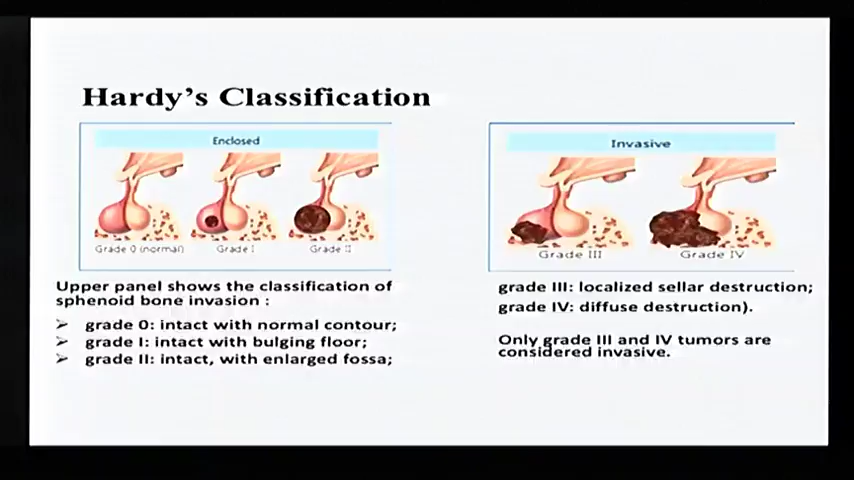 Hardy's Classification
Enclosed
Grade 0 (normal)
Grade I
Grade II
Upper panel shows the classification of
sphenoid bone invasion :
➢ grade 0: intact with normal contour;
➢ grade I: intact with bulging floor;
➢ grade II: intact, with enlarged fossa;
Invasive
Grade III
Grade IV
grade III: localized sellar destruction;
grade IV: diffuse destruction).
Only grade III and IV tumors are
considered invasive.